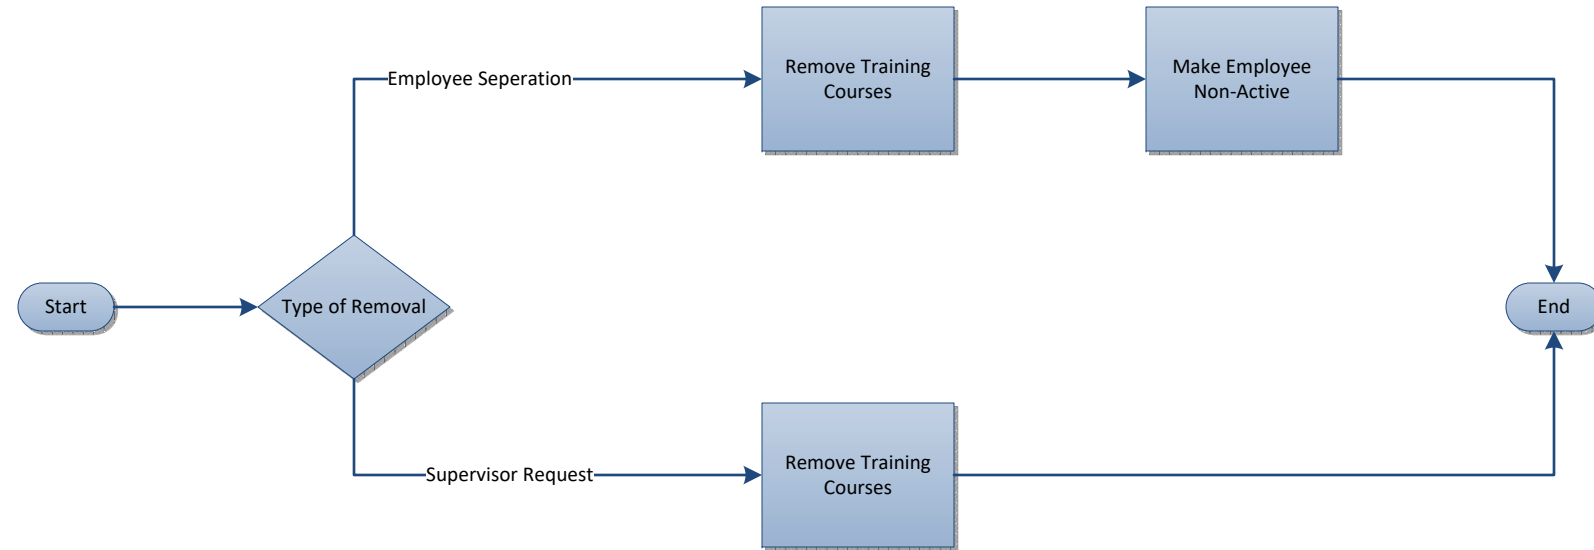 Employee Seperation
Remove Training
Courses
Make Employee
Non-Active
Start
Type of Removal
End
Supervisor Request
Remove Training
Courses